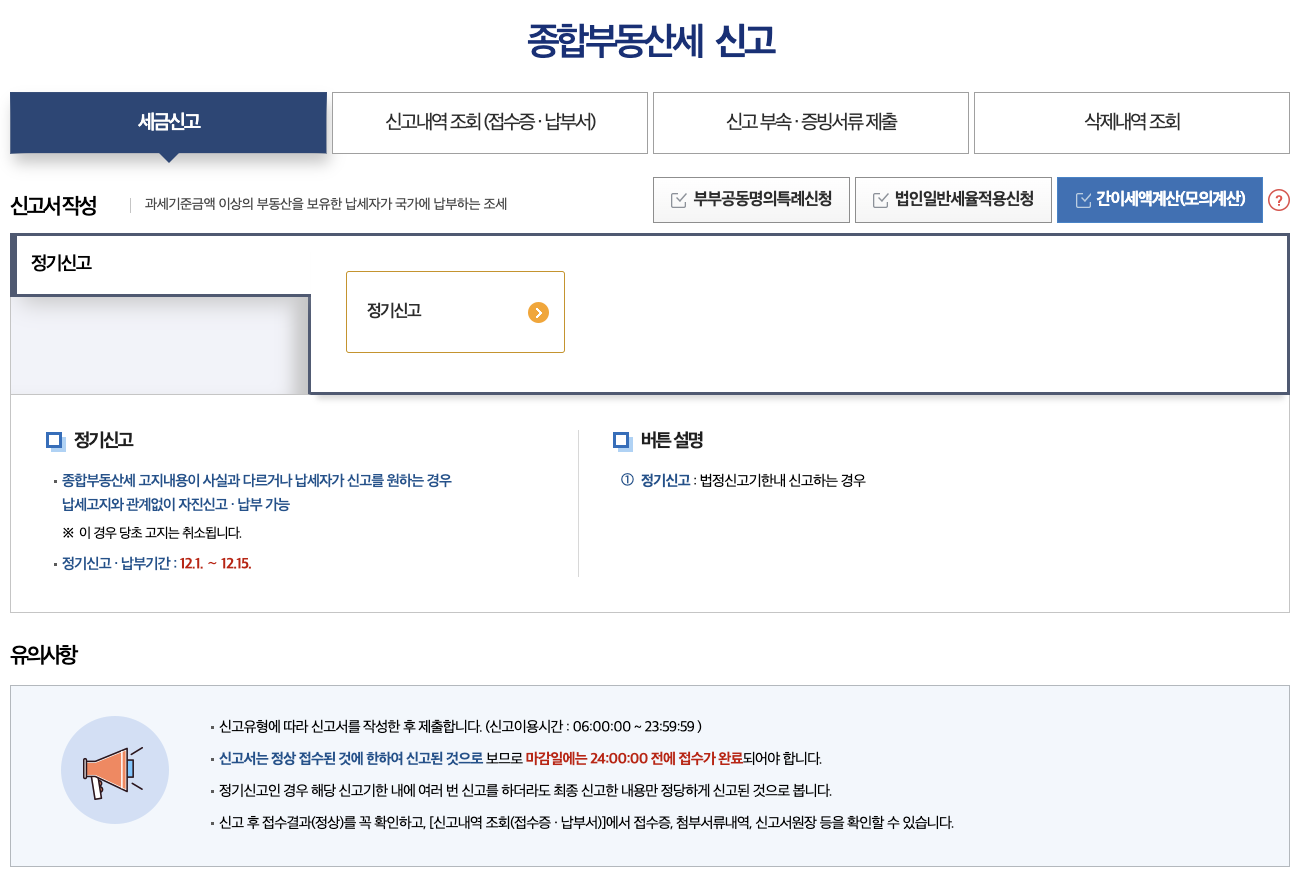 종합부동산세 신고
세금신고
신고내역 조회 (접수증 · 납부서)
신고 부속 · 증빙서류 제출
삭제내역 조회
신고서 작성
과세기준금액 이상의 부동산을 보유한 납세자가 국가에 납부하는 조세
부부공동명의특례신청
법인일반세율적용신청
간이세액계산(모의계산)
?
정기신고
정기신고
정기신고
· 종합부동산세 고지내용이 사실과 다르거나 납세자가 신고를 원하는 경우
납세고지와 관계없이 자진신고 · 납부 가능
※ 이 경우 당초 고지는 취소됩니다.
· 정기신고 · 납부기간 : 12.1. ~ 12.15.
버튼 설명
① 정기신고 : 법정신고기한내 신고하는 경우
유의사항
· 신고유형에 따라 신고서를 작성한 후 제출합니다. (신고이용시간 : 06:00:00 ~ 23:59:59 )
· 신고서는 정상 접수된 것에 한하여 신고된 것으로 보므로 마감일에는 24:00:00 전에 접수가 완료되어야 합니다.
· 정기신고인 경우 해당 신고기한 내에 여러 번 신고를 하더라도 최종 신고한 내용만 정당하게 신고된 것으로 봅니다.
· 신고 후 접수결과(정상)를 꼭 확인하고, [신고내역 조회(접수증 · 납부서)]에서 접수증, 첨부서류내역, 신고서원장 등을 확인할 수 있습니다.